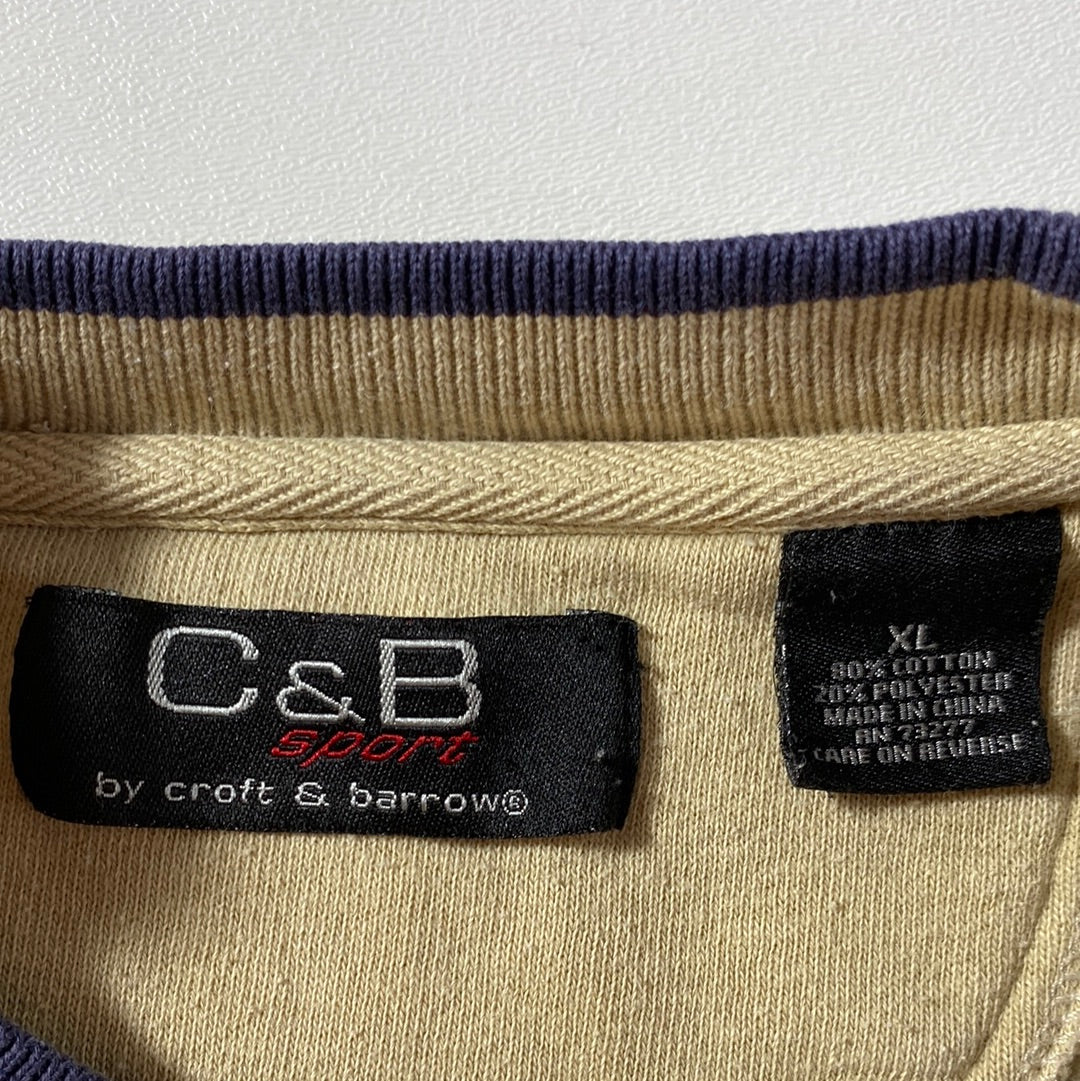 C & B
sport
by croft & barrow®
XL
80% COTTON
20% POLYESTER
MADE IN CHINA
RN 73277
CARE ON REVERSE